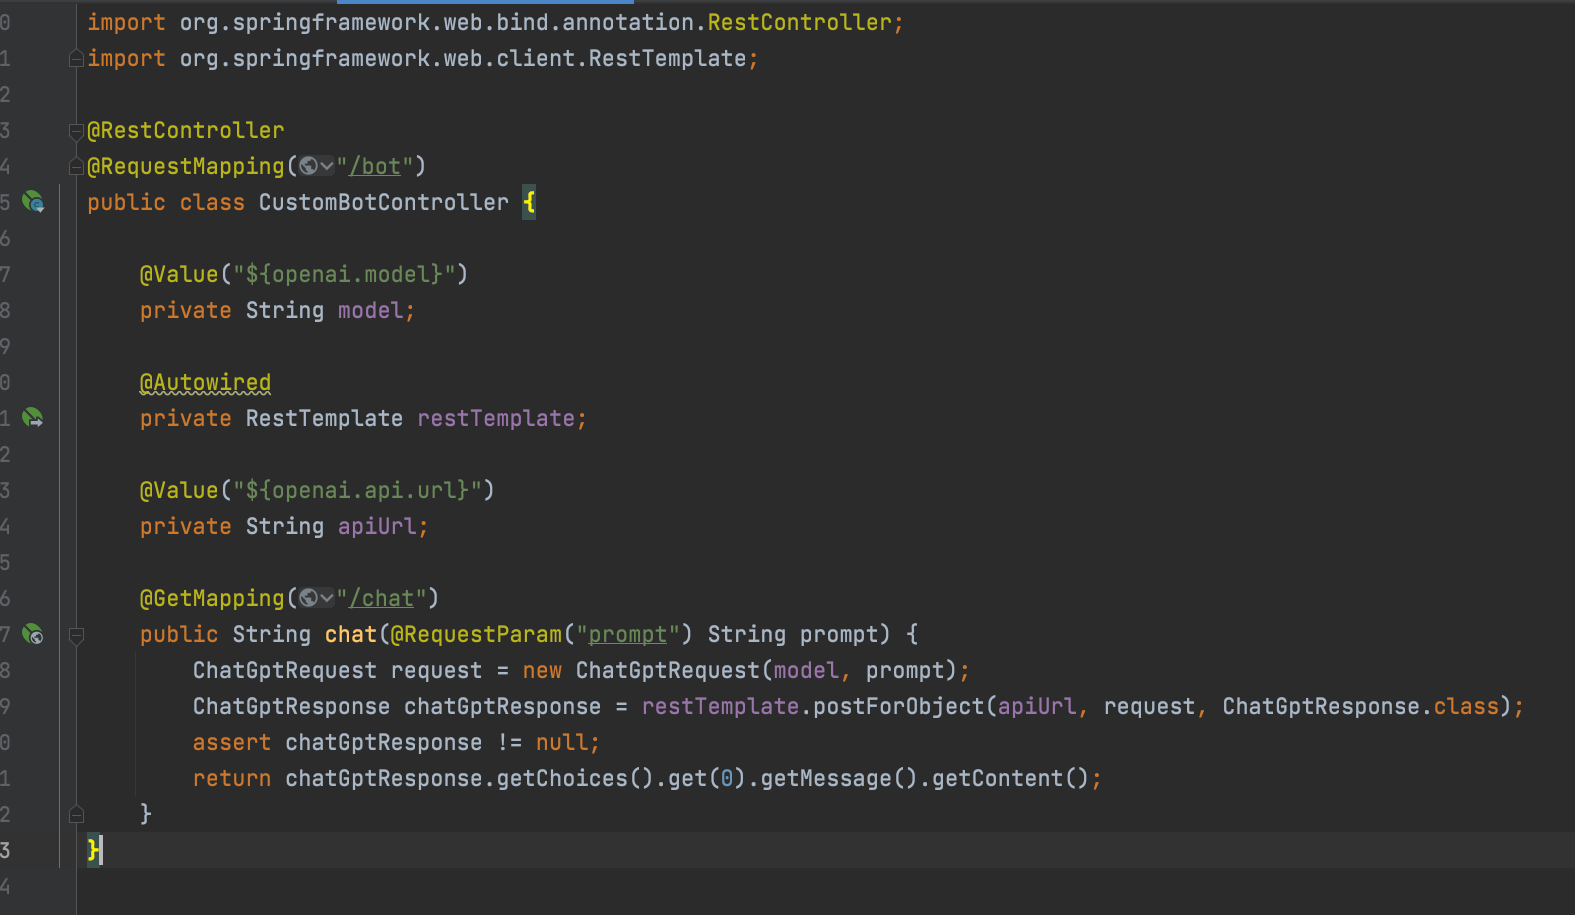 0 import org.springframework.web.bind.annotation.RestController;
1 import org.springframework.web.client.RestTemplate;
2
3 @RestController
4 @RequestMapping("/bot")
5 public class CustomBotController {
6
7 @Value("${openai.model}")
8 private String model;
9
0 @Autowired
1 private RestTemplate restTemplate;
2
3 @Value("${openai.api.url}")
4 private String apiUrl;
5
6 @GetMapping("/chat")
7 public String chat(@RequestParam("prompt") String prompt) {
8 ChatGptRequest request = new ChatGptRequest(model, prompt);
9 ChatGptResponse chatGptResponse = restTemplate.postForObject(apiUrl, request, ChatGptResponse.class);
0 assert chatGptResponse != null;
1 return chatGptResponse.getChoices().get(0).getMessage().getContent();
2 }
3 }
4